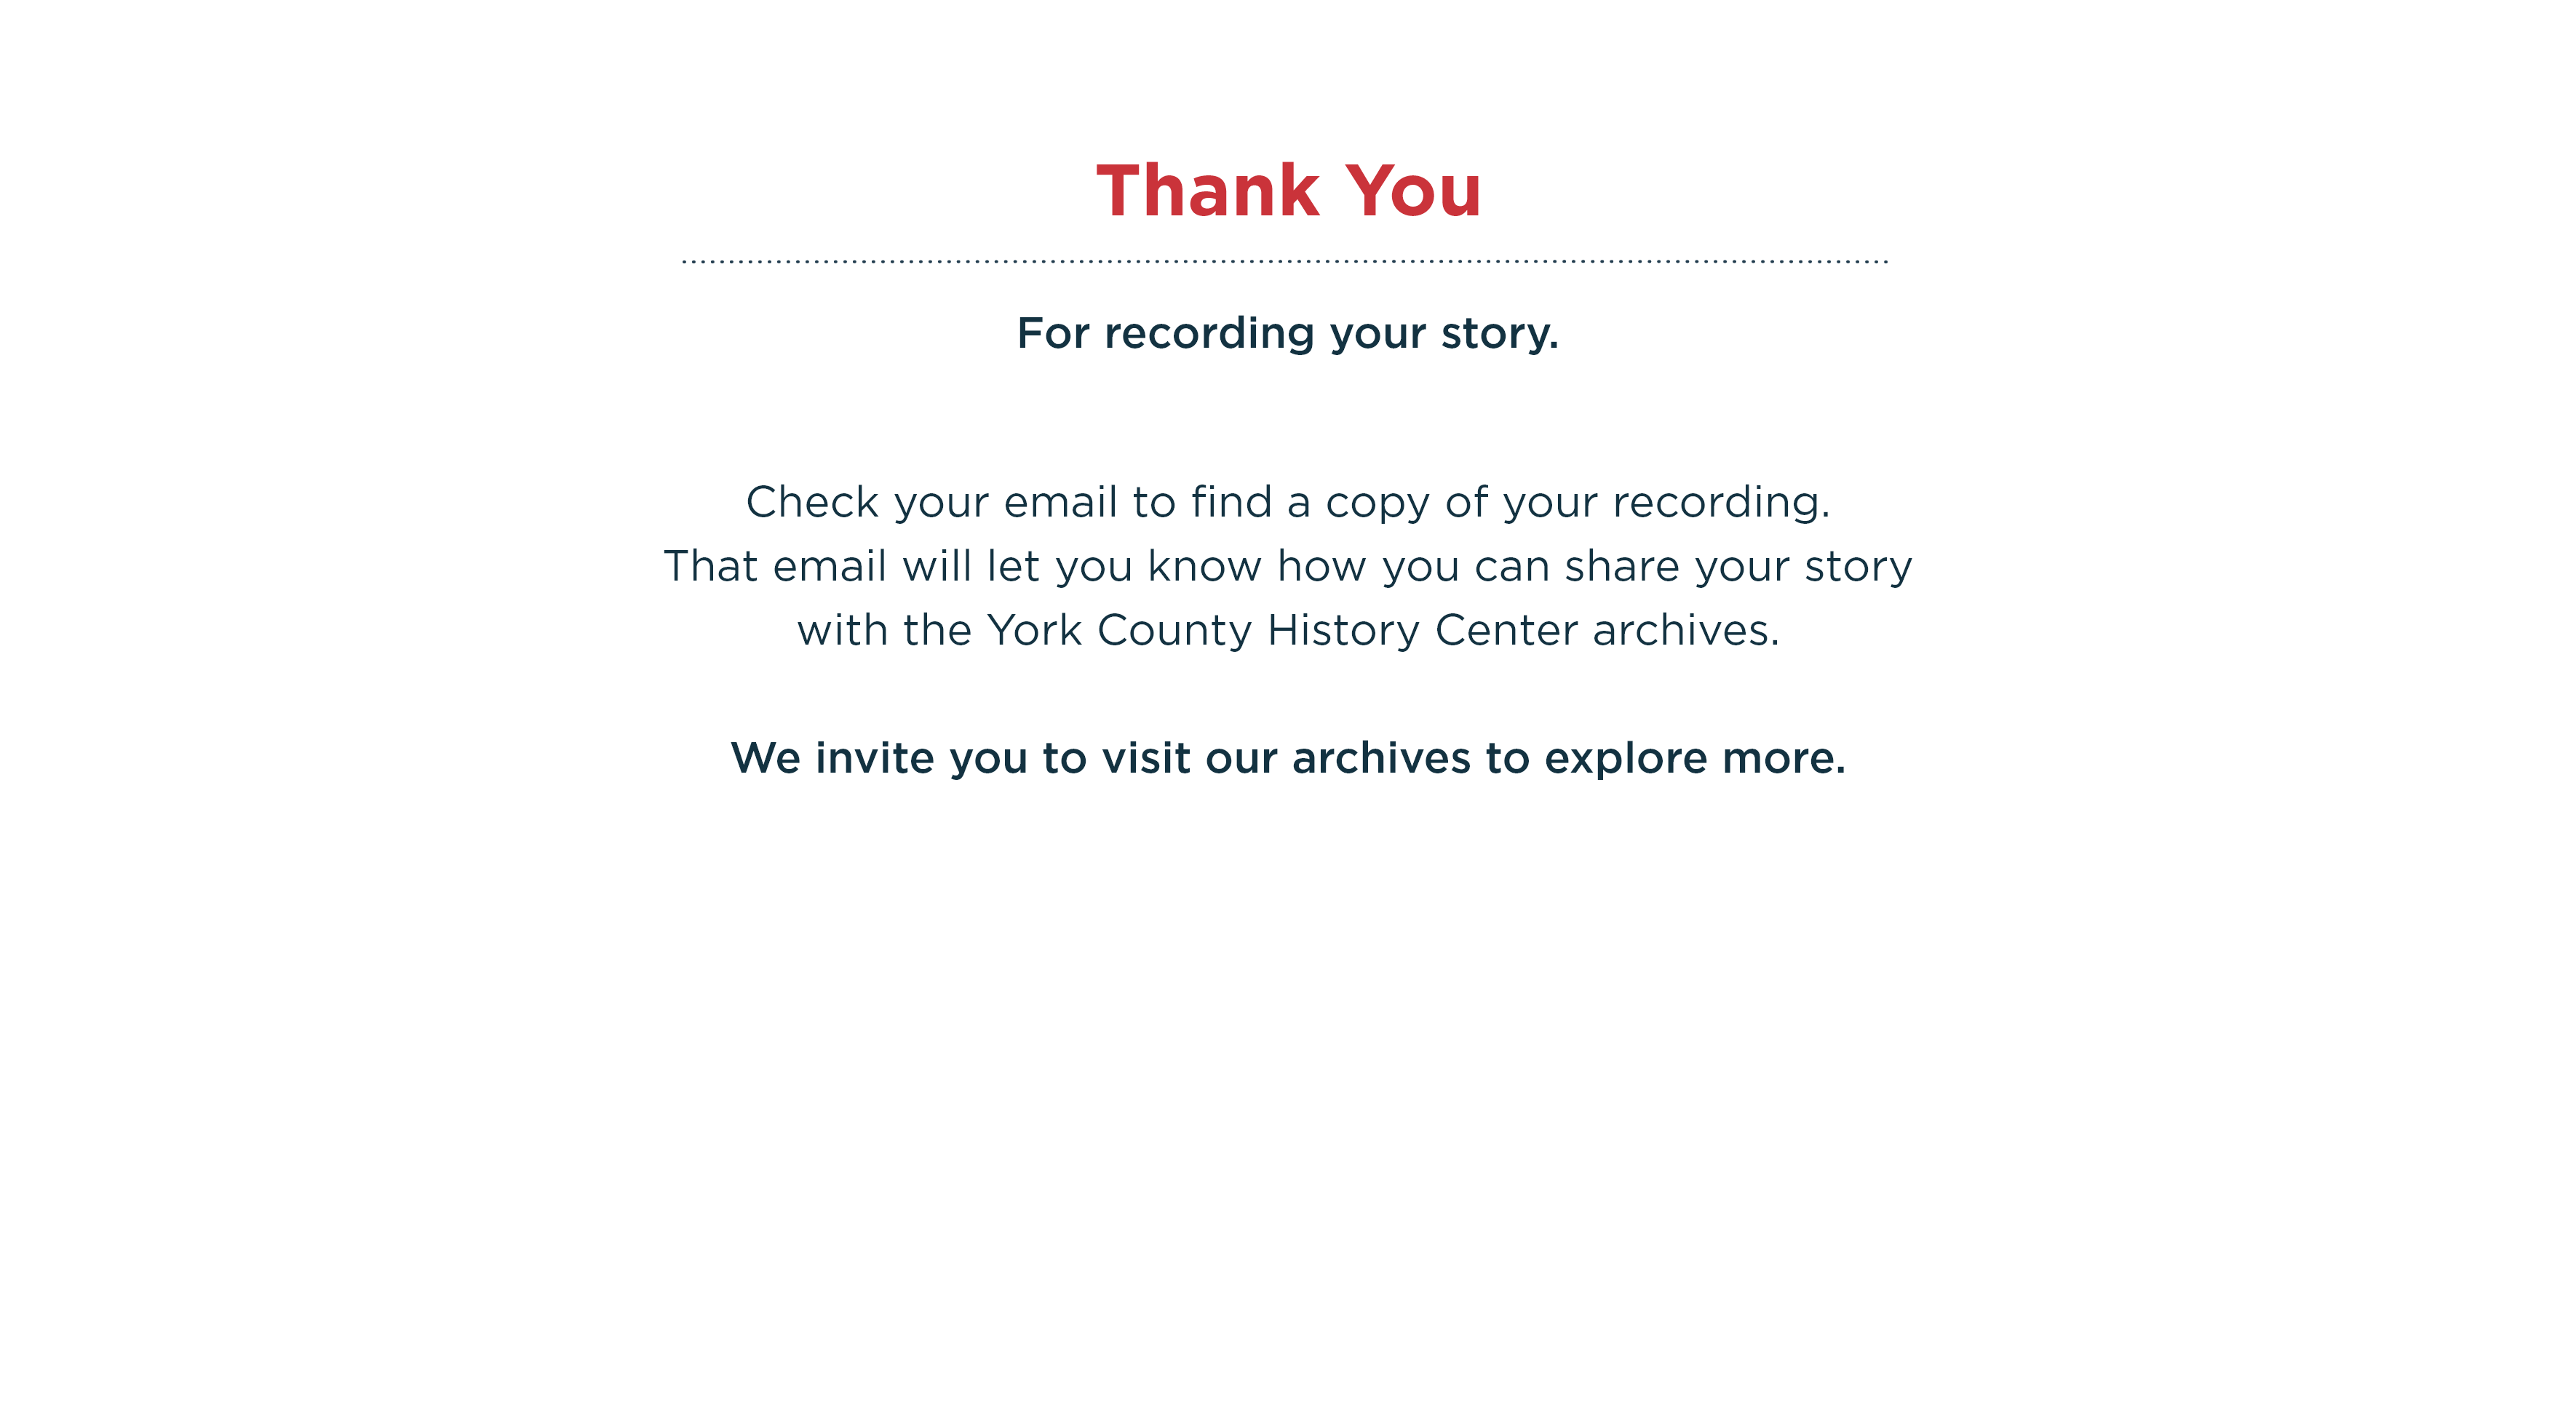 Thank You
For recording your story.
Check your email to find a copy of your recording.
That email will let you know how you can share your story
with the York County History Center archives.
We invite you to visit our archives to explore more.